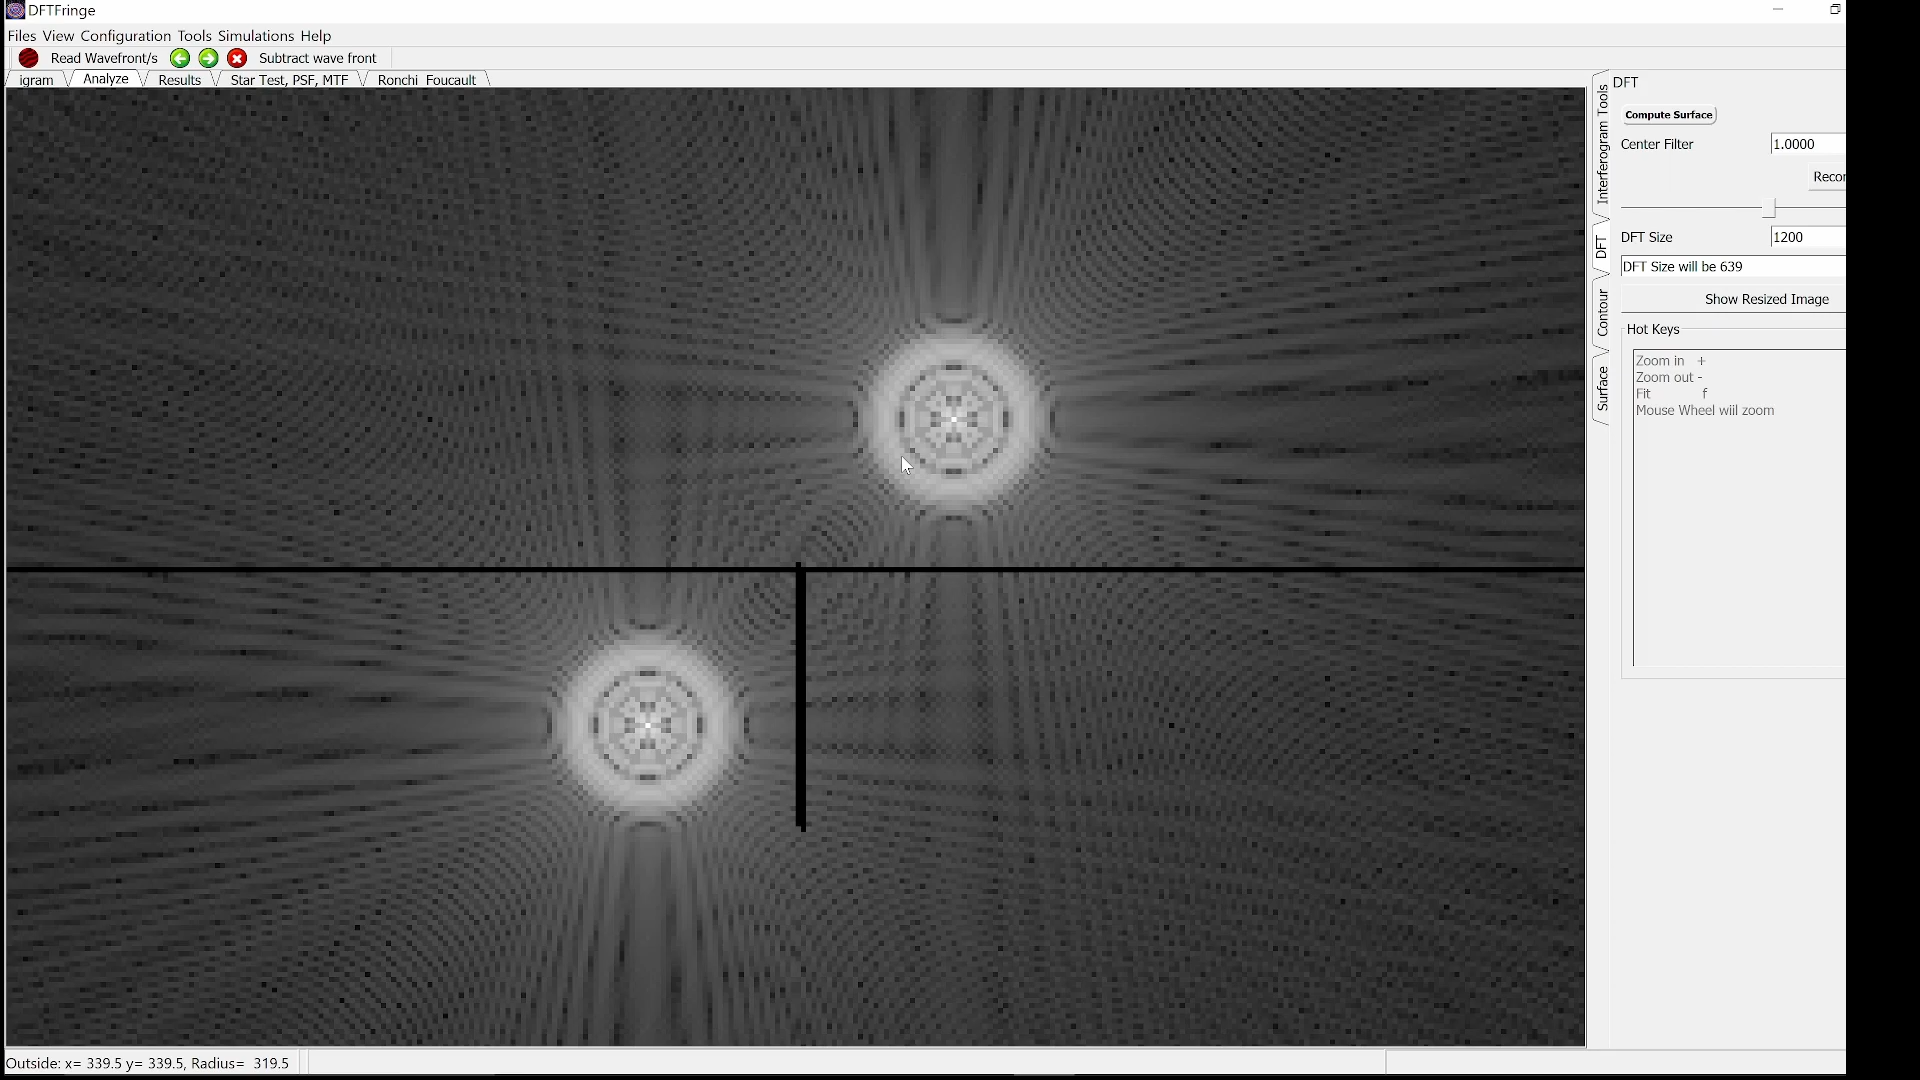 DFTFringe
Files View Configuration Tools Simulations Help
Read Wavefront/s Subtract wave front
igram Analyze Results Star Test, PSF, MTF Ronchi Foucault
Interferogram Tools
DFT
Contour
Surface
DFT
Compute Surface
Center Filter 1.0000
Recor
DFT Size 1200
DFT Size will be 639
Show Resized Image
Hot Keys
Zoom in +
Zoom out -
Fit f
Mouse Wheel wiil zoom
Outside: x= 339.5 y= 339.5, Radius= 319.5